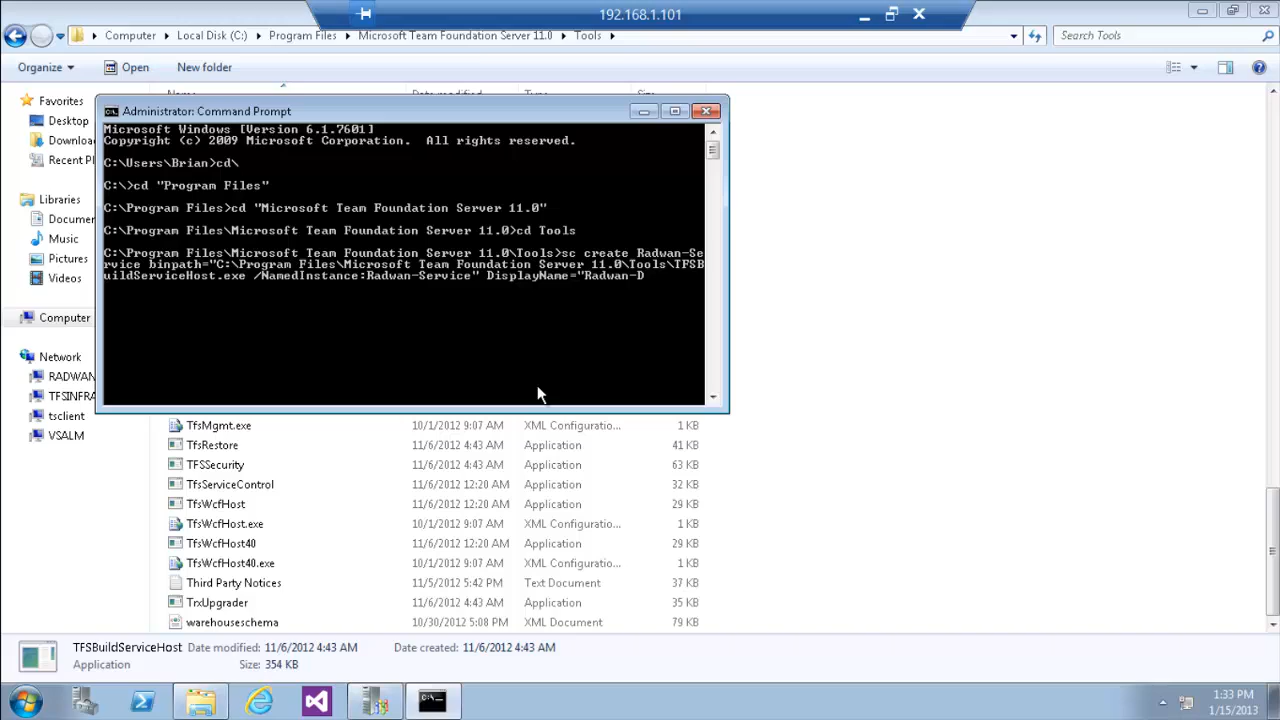 192.168.1.101
Computer
Local Disk (C:)
Program Files
Microsoft Team Foundation Server 11.0
Tools
Search Tools
Organize
Open
New folder
Favorites
Desktop
Recent P
Libraries
Music
Pictures
Videos
Computer
Network
RADWAN
TFSINFRA
tsclient
VSALM
Administrator: Command Prompt
Microsoft Windows [Version 6.1.7601]
Copyright (c) 2009 Microsoft Corporation.  All rights reserved.
C:\Users\Brian>cd\
C:\>cd "Program Files"
C:\Program Files>cd "Microsoft Team Foundation Server 11.0"
C:\Program Files\Microsoft Team Foundation Server 11.0>cd Tools
C:\Program Files\Microsoft Team Foundation Server 11.0\Tools>sc create Radwan-Se
rvice binpath="C:\Program Files\Microsoft Team Foundation Server 11.0\Tools\TFSB
uildServiceHost.exe /NamedInstance:Radwan-Service" DisplayName="Radwan-D
TfsMgmt.exe 10/1/2012 9:07 AM XML Configuratio... 1 KB
TfsRestore 11/6/2012 4:43 AM Application 41 KB
TFSSecurity 11/6/2012 4:43 AM Application 63 KB
TfsServiceControl 11/6/2012 12:20 AM Application 32 KB
TfsWcfHost 11/6/2012 12:20 AM Application 29 KB
TfsWcfHost.exe 10/1/2012 9:07 AM XML Configuratio... 1 KB
TfsWcfHost40 11/6/2012 12:20 AM Application 29 KB
TfsWcfHost40.exe 10/1/2012 9:07 AM XML Configuratio... 1 KB
Third Party Notices 11/5/2012 5:42 PM Text Document 37 KB
TrxUpgrader 11/6/2012 4:43 AM Application 35 KB
warehouseschema 10/30/2012 5:08 PM XML Document 79 KB
TFSBuildServiceHost Date modified: 11/6/2012 4:43 AM Date created: 11/6/2012 4:43 AM
Application Size: 354 KB
1:33 PM
1/15/2013